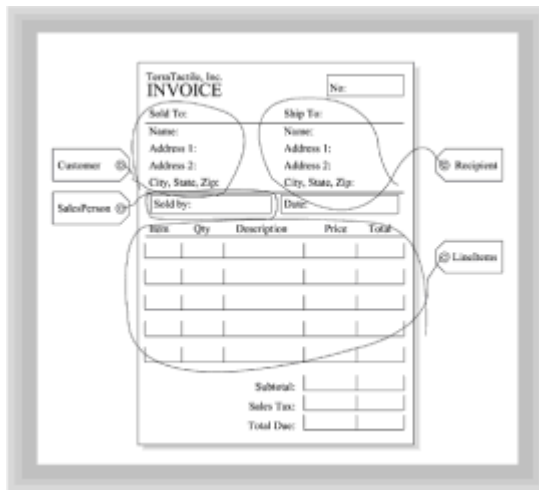 TerraTactile, Inc.
INVOICE
No:
Sold To: Ship To:
Name: Name:
Address 1: Address 1:
Customer Address 2: Address 2: Recipient
City, State, Zip: City, State, Zip:
SalesPerson Sold by: Date:
Item Qty Description Price Total
LineItems
Subtotal:
Sales Tax:
Total Due: